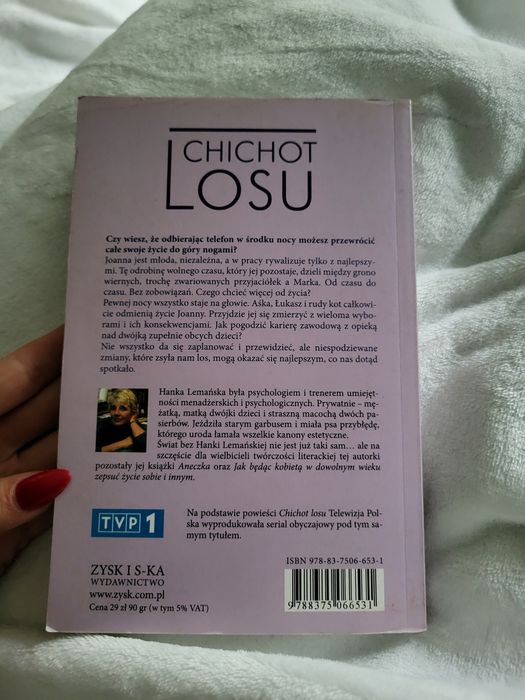 CHICHOT
LOSU
Czy wiesz, że odbierając telefon w środku nocy możesz przewrócić
całe swoje życie do góry nogami?
Joanna jest młoda, niezależna, a w pracy rywalizuje tylko z najlepszy-
mi. Tę odrobinę wolnego czasu, który jej pozostaje, dzieli między grono
wiernych, trochę zwariowanych przyjaciółek a Marka. Od czasu do
czasu. Bez zobowiązań. Czego chcieć więcej od życia?
Pewnej nocy wszystko staje na głowie. Aśka, Łukasz i rudy kot całkowi-
cie odmienią życie Joanny. Przyjdzie jej się zmierzyć z wieloma wybo-
rami i ich konsekwencjami. Jak pogodzić karierę zawodową z opieką
nad dwójką zupełnie obcych dzieci?
Nie wszystko da się zaplanować i przewidzieć, ale niespodziewane
zmiany, które zsyła nam los, mogą okazać się najlepszym, co nas dotąd
spotkało.
Hanka Lemańska była psychologiem i trenerem umiejęt-
ności menadżerskich i psychologicznych. Prywatnie – mę-
żatką, matką dwójki dzieci i straszną macochą dwóch pa-
sierbów. Jeździła starym garbusem i miała psa przybłędę,
którego uroda łamała wszelkie kanony estetyczne.
Świat bez Hanki Lemańskiej nie jest już taki sam... ale na
szczęście dla wielbicieli twórczości literackiej tej autorki
pozostały jej książki Aneczka oraz Jak będąc kobietą w dowolnym wieku
zepsuć życie sobie i innym.
TVP 1
Na podstawie powieści Chichot losu Telewizja Pol-
ska wyprodukowała serial obyczajowy pod tym sa-
mym tytułem.
ZYSK I S-KA
WYDAWNICTWO
www.zysk.com.pl
Cena 29 zł 90 gr (w tym 5% VAT)
ISBN 978-83-7506-653-1
9 788375 066531